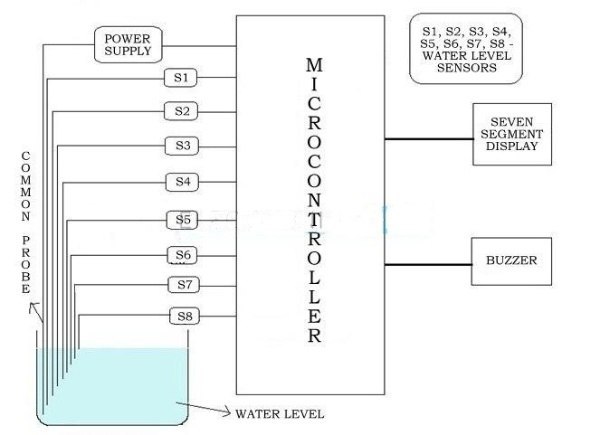 POWER
SUPPLY
S1
S2
S3
S4
S5
S6
S7
S8
COMMON PROBE
MICROCONTROLLER
S1, S2, S3, S4,
S5, S6, S7, S8 -
WATER LEVEL
SENSORS
SEVEN
SEGMENT
DISPLAY
BUZZER
WATER LEVEL